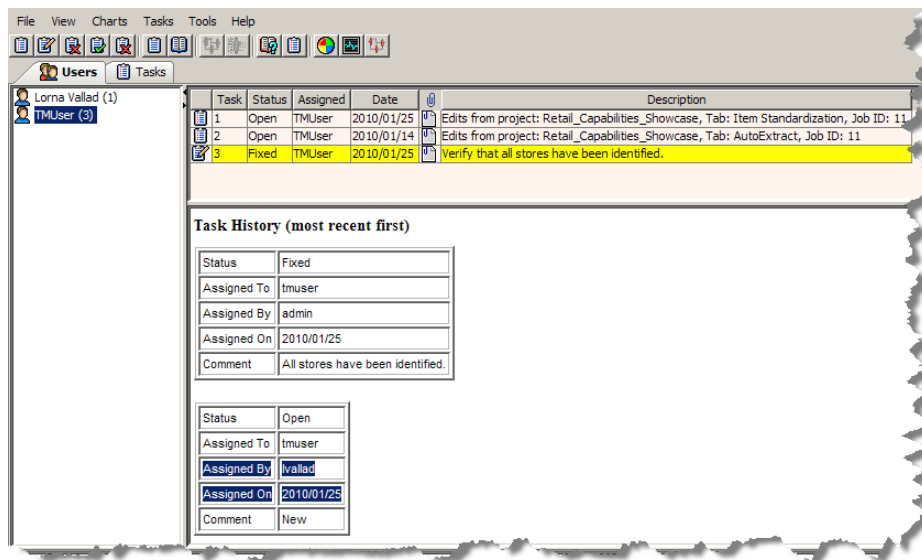 File View Charts Tasks Tools Help
Users Tasks
Lorna Vallad (1)
TMUser (3)
Task Status Assigned Date Description
1 Open TMUser 2010/01/25 Edits from project: Retail_Capabilities_Showcase, Tab: Item Standardization, Job ID: 11
2 Open TMUser 2010/01/14 Edits from project: Retail_Capabilities_Showcase, Tab: AutoExtract, Job ID: 11
3 Fixed TMUser 2010/01/25 Verify that all stores have been identified.
Task History (most recent first)
Status Fixed
Assigned To tmuser
Assigned By admin
Assigned On 2010/01/25
Comment All stores have been identified.
Status Open
Assigned To tmuser
Assigned By lvallad
Assigned On 2010/01/25
Comment New